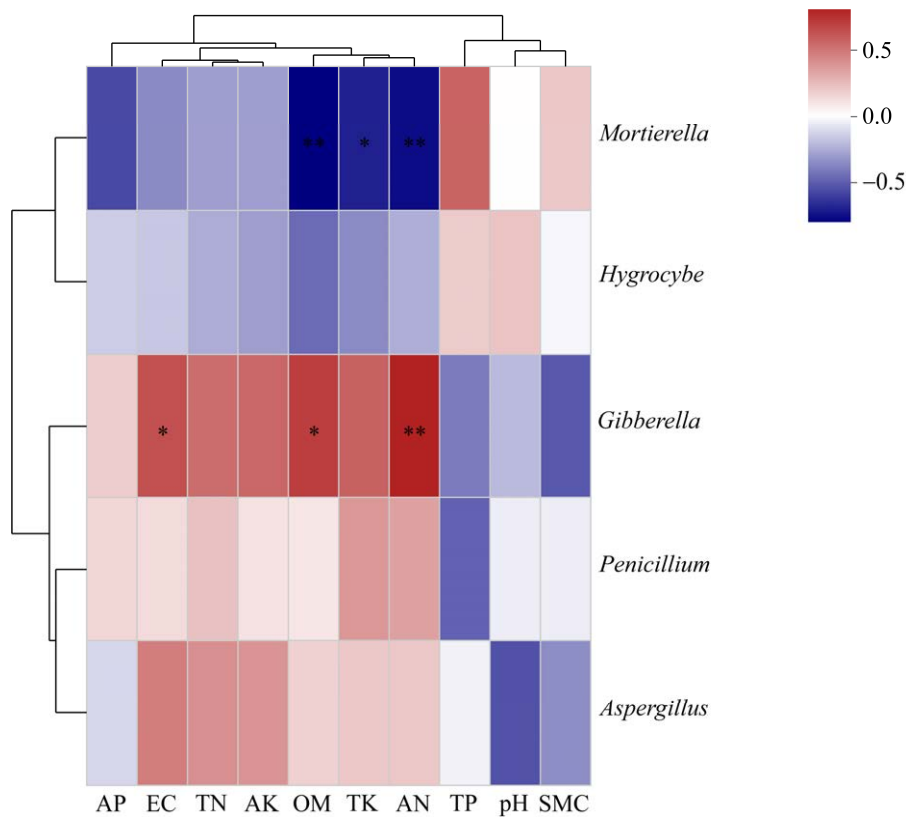 0.5
0.0
−0.5
** * **
Mortierella
Hygrocybe
* * **
Gibberella
Penicillium
Aspergillus
AP EC TN AK OM TK AN TP pH SMC